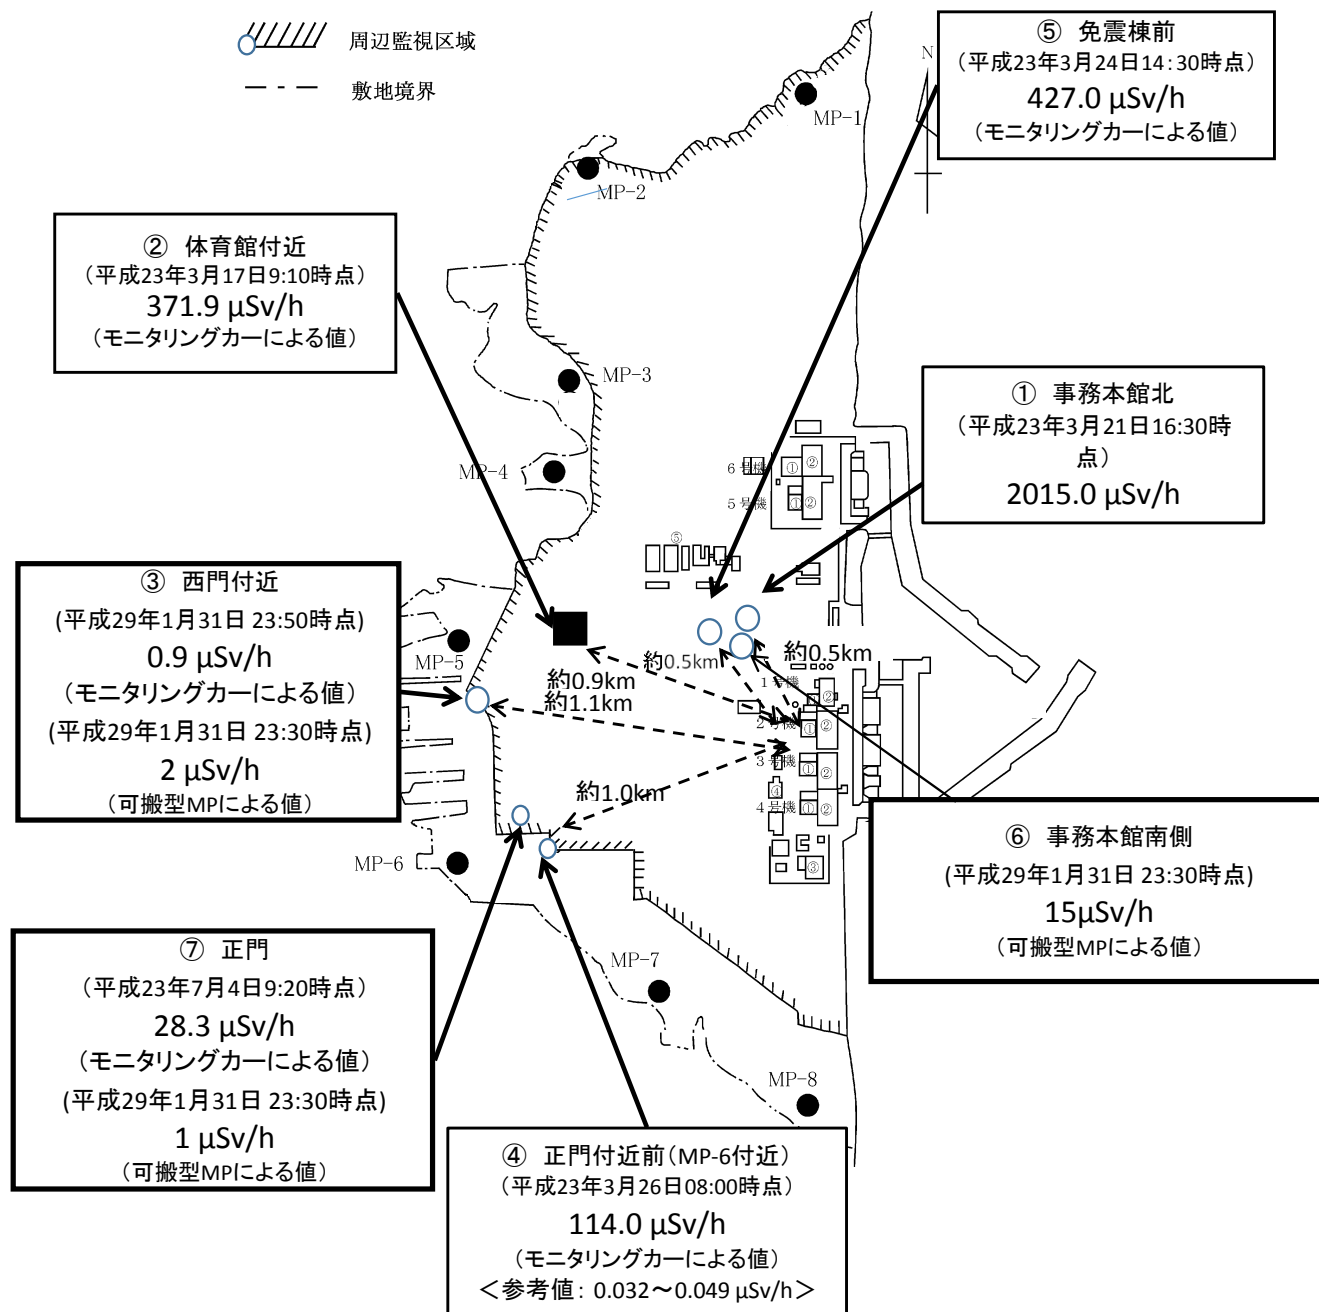 周辺監視区域
敷地境界
⑤ 免震棟前
(平成23年3月24日14:30時点)
427.0 μSv/h
(モニタリングカーによる値)
N
MP-1
MP-2
② 体育館付近
(平成23年3月17日9:10時点)
371.9 μSv/h
(モニタリングカーによる値)
MP-3
① 事務本館北
(平成23年3月21日16:30時
点)
2015.0 μSv/h
MP-4
6号機
①
②
5号機
①
②
⑤
③ 西門付近
(平成29年1月31日 23:50時点)
0.9 μSv/h
(モニタリングカーによる値)
(平成29年1月31日 23:30時点)
2 μSv/h
(可搬型MPによる値)
MP-5
約0.5km
約0.5km
約0.9km
約1.1km
1号機
②
2号機
①
②
3号機
①
②
約1.0km
④
4号機
①
②
③
MP-6
⑥ 事務本館南側
(平成29年1月31日 23:30時点)
15μSv/h
(可搬型MPによる値)
⑦ 正門
(平成23年7月4日9:20時点)
28.3 μSv/h
(モニタリングカーによる値)
(平成29年1月31日 23:30時点)
1 μSv/h
(可搬型MPによる値)
MP-7
MP-8
④ 正門付近前(MP-6付近)
(平成23年3月26日08:00時点)
114.0 μSv/h
(モニタリングカーによる値)
<参考値: 0.032~0.049 μSv/h>